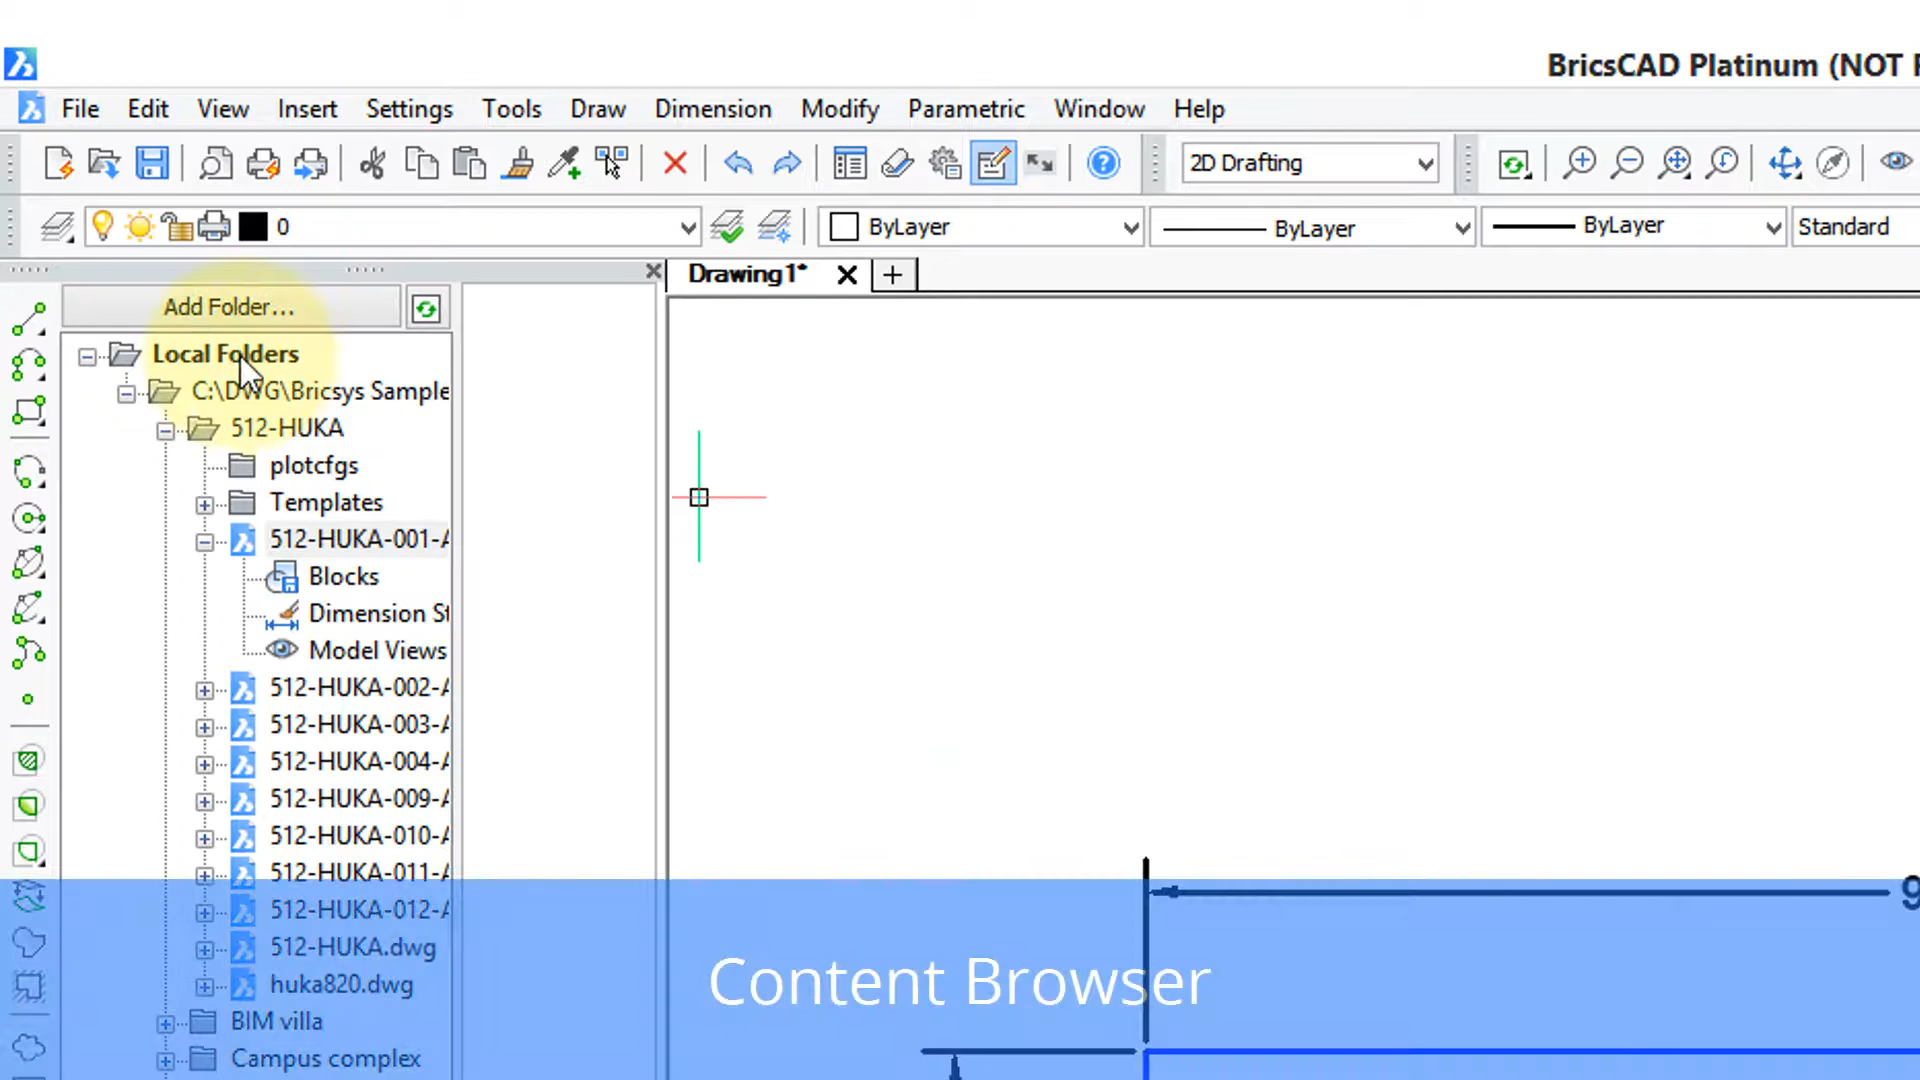 BricsCAD Platinum (NOT
File Edit View Insert Settings Tools Draw Dimension Modify Parametric Window Help
2D Drafting
0 ByLayer ByLayer ByLayer Standard
Drawing1*
Add Folder...
Local Folders
C:\DWG\Bricsys Sample
512-HUKA
plotcfgs
Templates
512-HUKA-001-
Blocks
Dimension
Model Views
512-HUKA-002-
512-HUKA-003-
512-HUKA-004-
512-HUKA-009-
512-HUKA-010-
512-HUKA-011-
9
512-HUKA-012-
512-HUKA.dwg
Content Browser
huka820.dwg
BIM villa
Campus complex